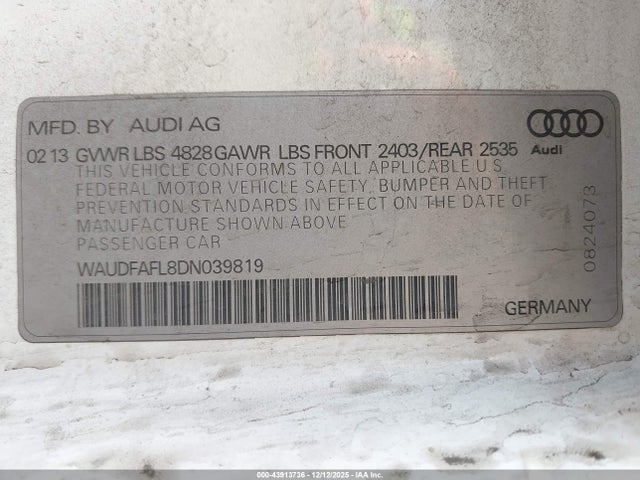 MFD. BY AUDI AG
Audi
02 13 GVWR LBS 4828 GAWR LBS FRONT 2403/REAR 2535
THIS VEHICLE CONFORMS TO ALL APPLICABLE U.S.
FEDERAL MOTOR VEHICLE SAFETY, BUMPER AND THEFT
PREVENTION STANDARDS IN EFFECT ON THE DATE OF
MANUFACTURE SHOWN ABOVE
PASSENGER CAR
WAUDFAFL8DN039819
0824073
GERMANY
000-43913736 - 12/12/2025 - IAA Inc.